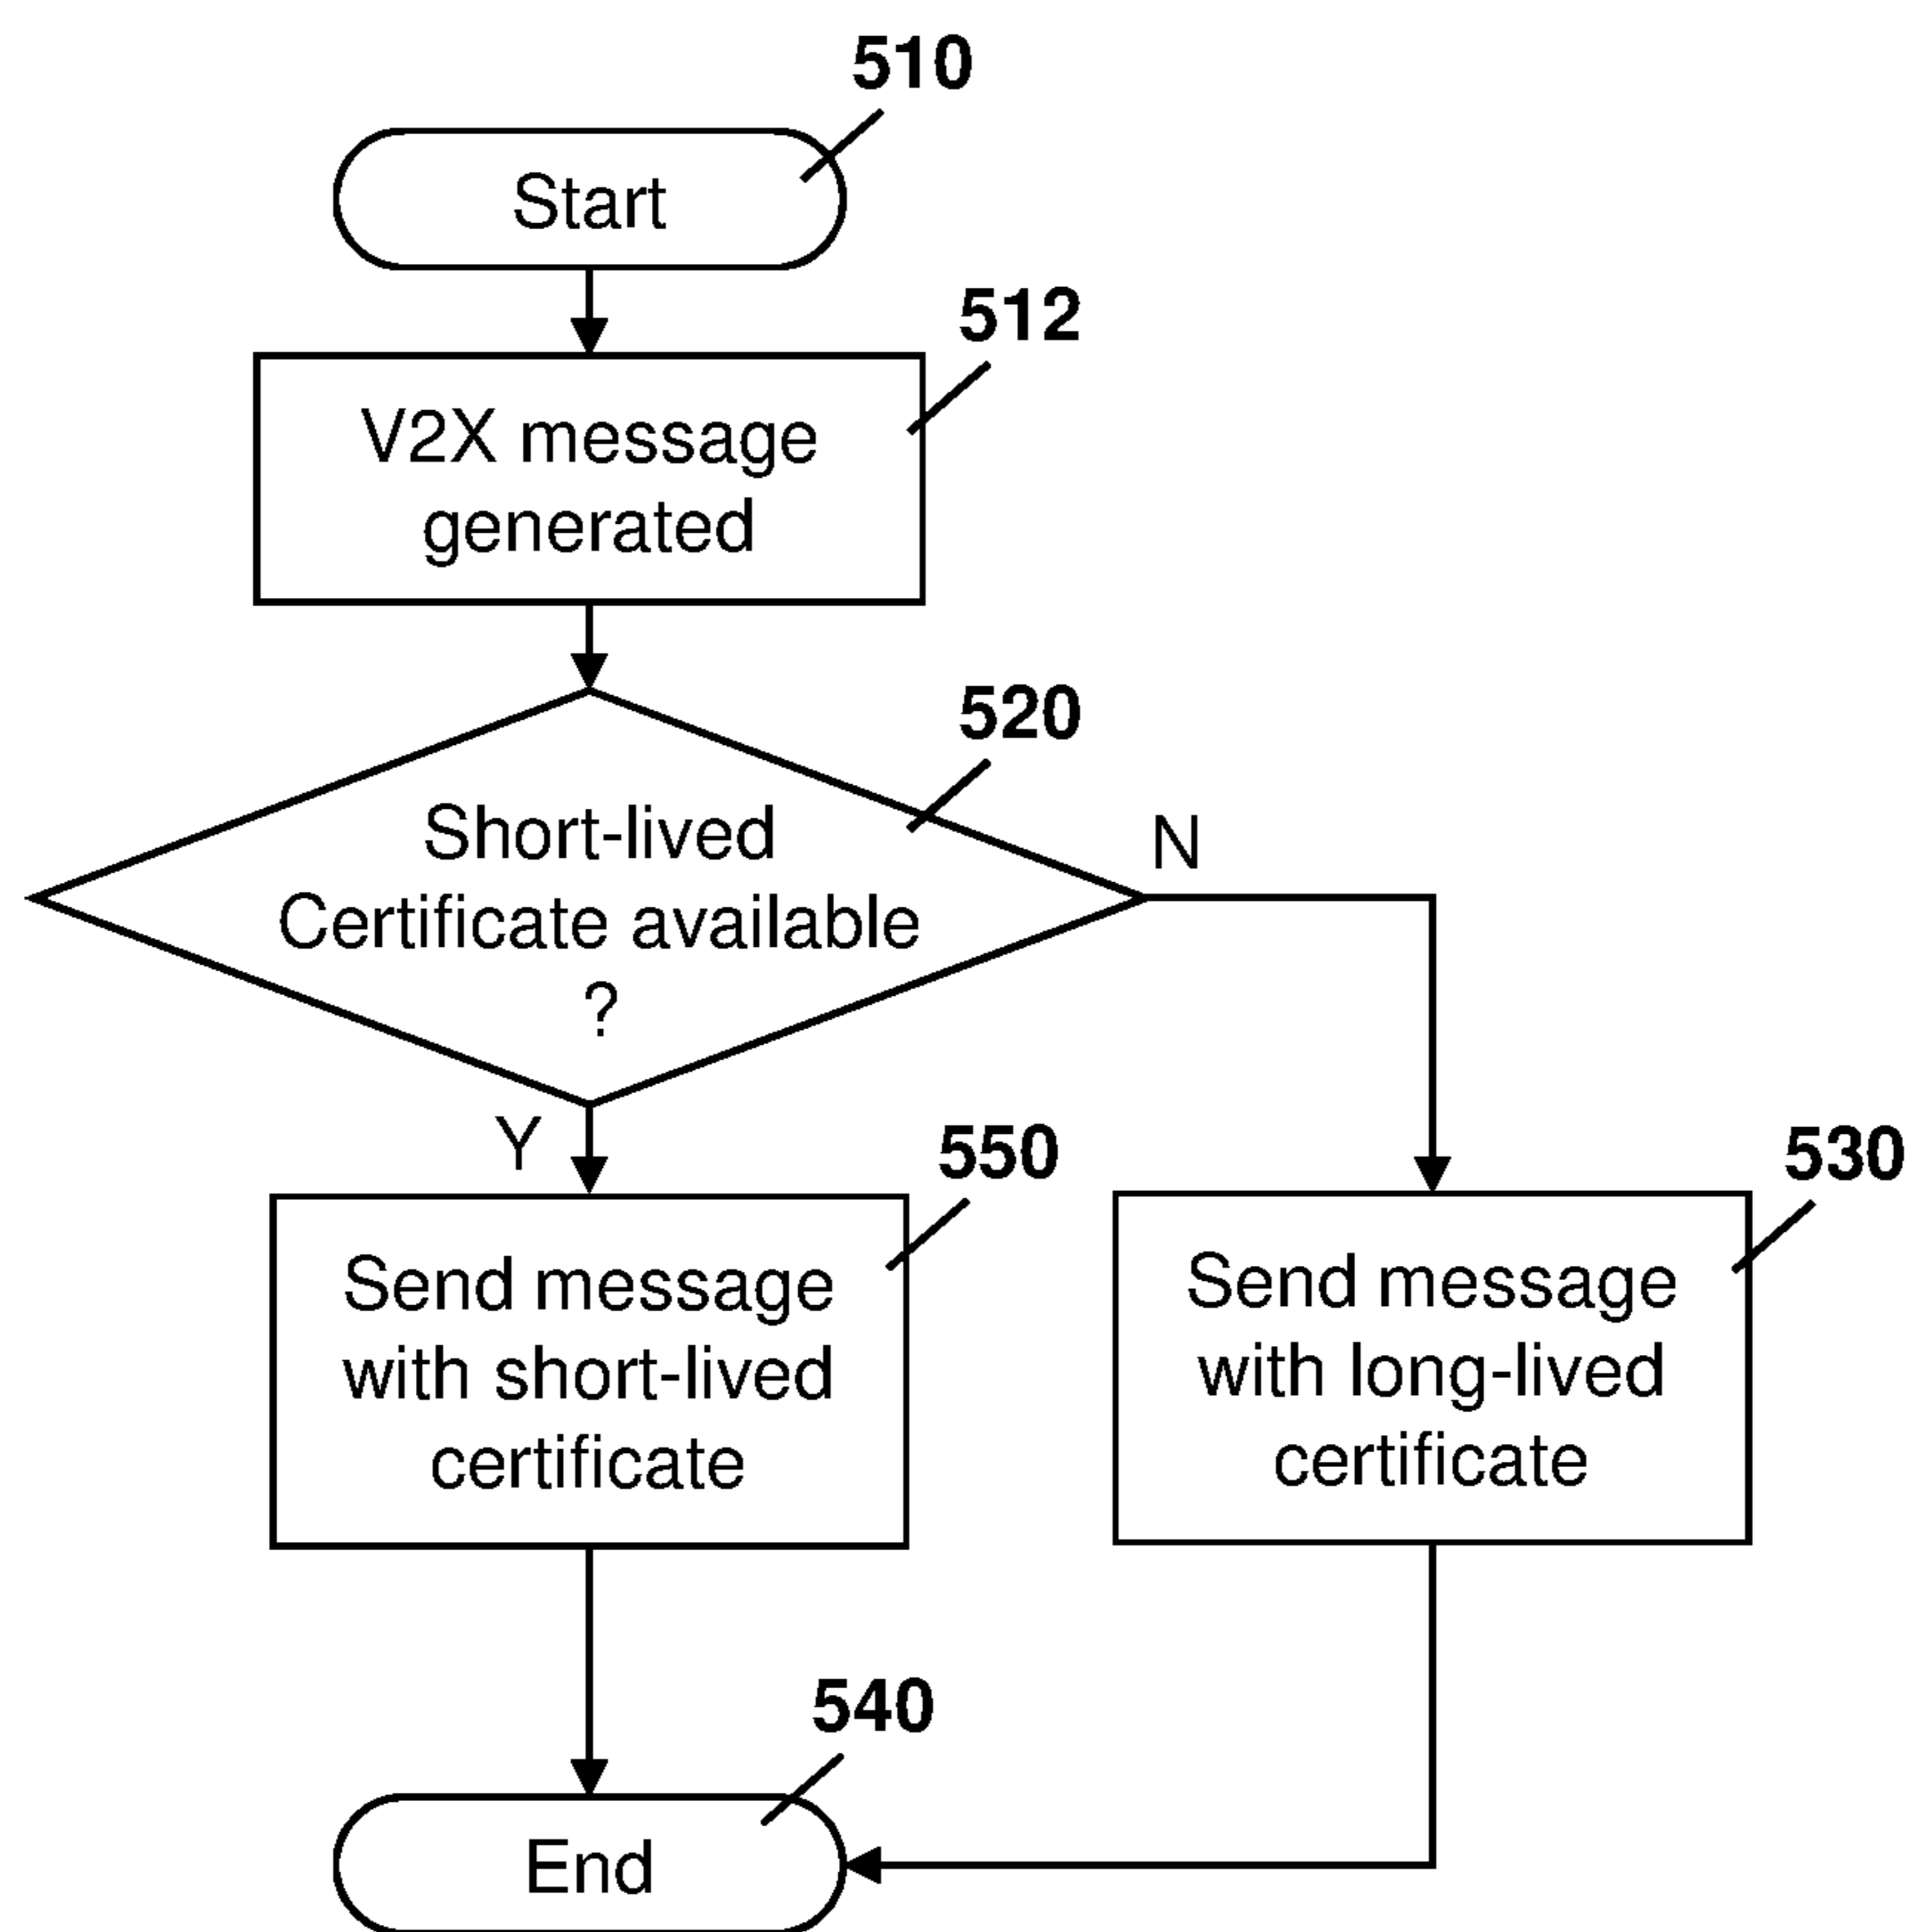 510
Start
512
V2X message
generated
520
Short-lived
Certificate available
?
N
Y
550
Send message
with short-lived
certificate
530
Send message
with long-lived
certificate
540
End